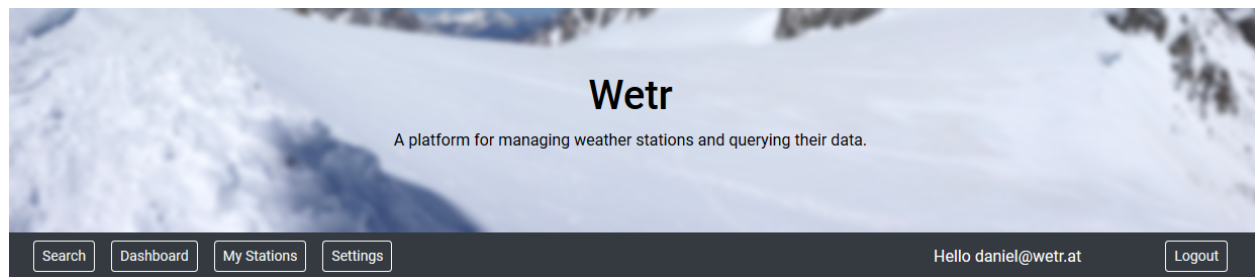 Wetr
A platform for managing weather stations and querying their data.
Search Dashboard My Stations Settings Hello daniel@wetr.at Logout